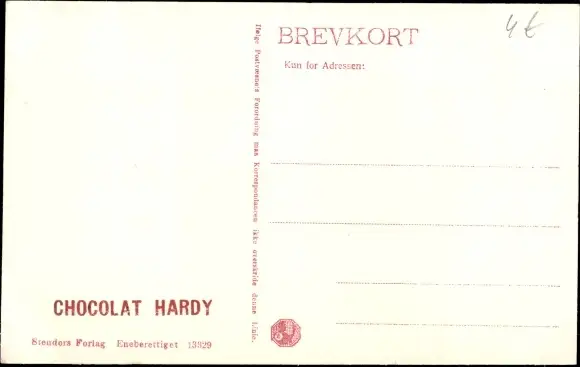 BREVKORT
4 €
Kun for Adressen:
Ifølge Postvæsnets Forordning maa Korrespondancen ikke overskride denne Linie.
CHOCOLAT HARDY
Stenders Forlag Eneberettiget 13329